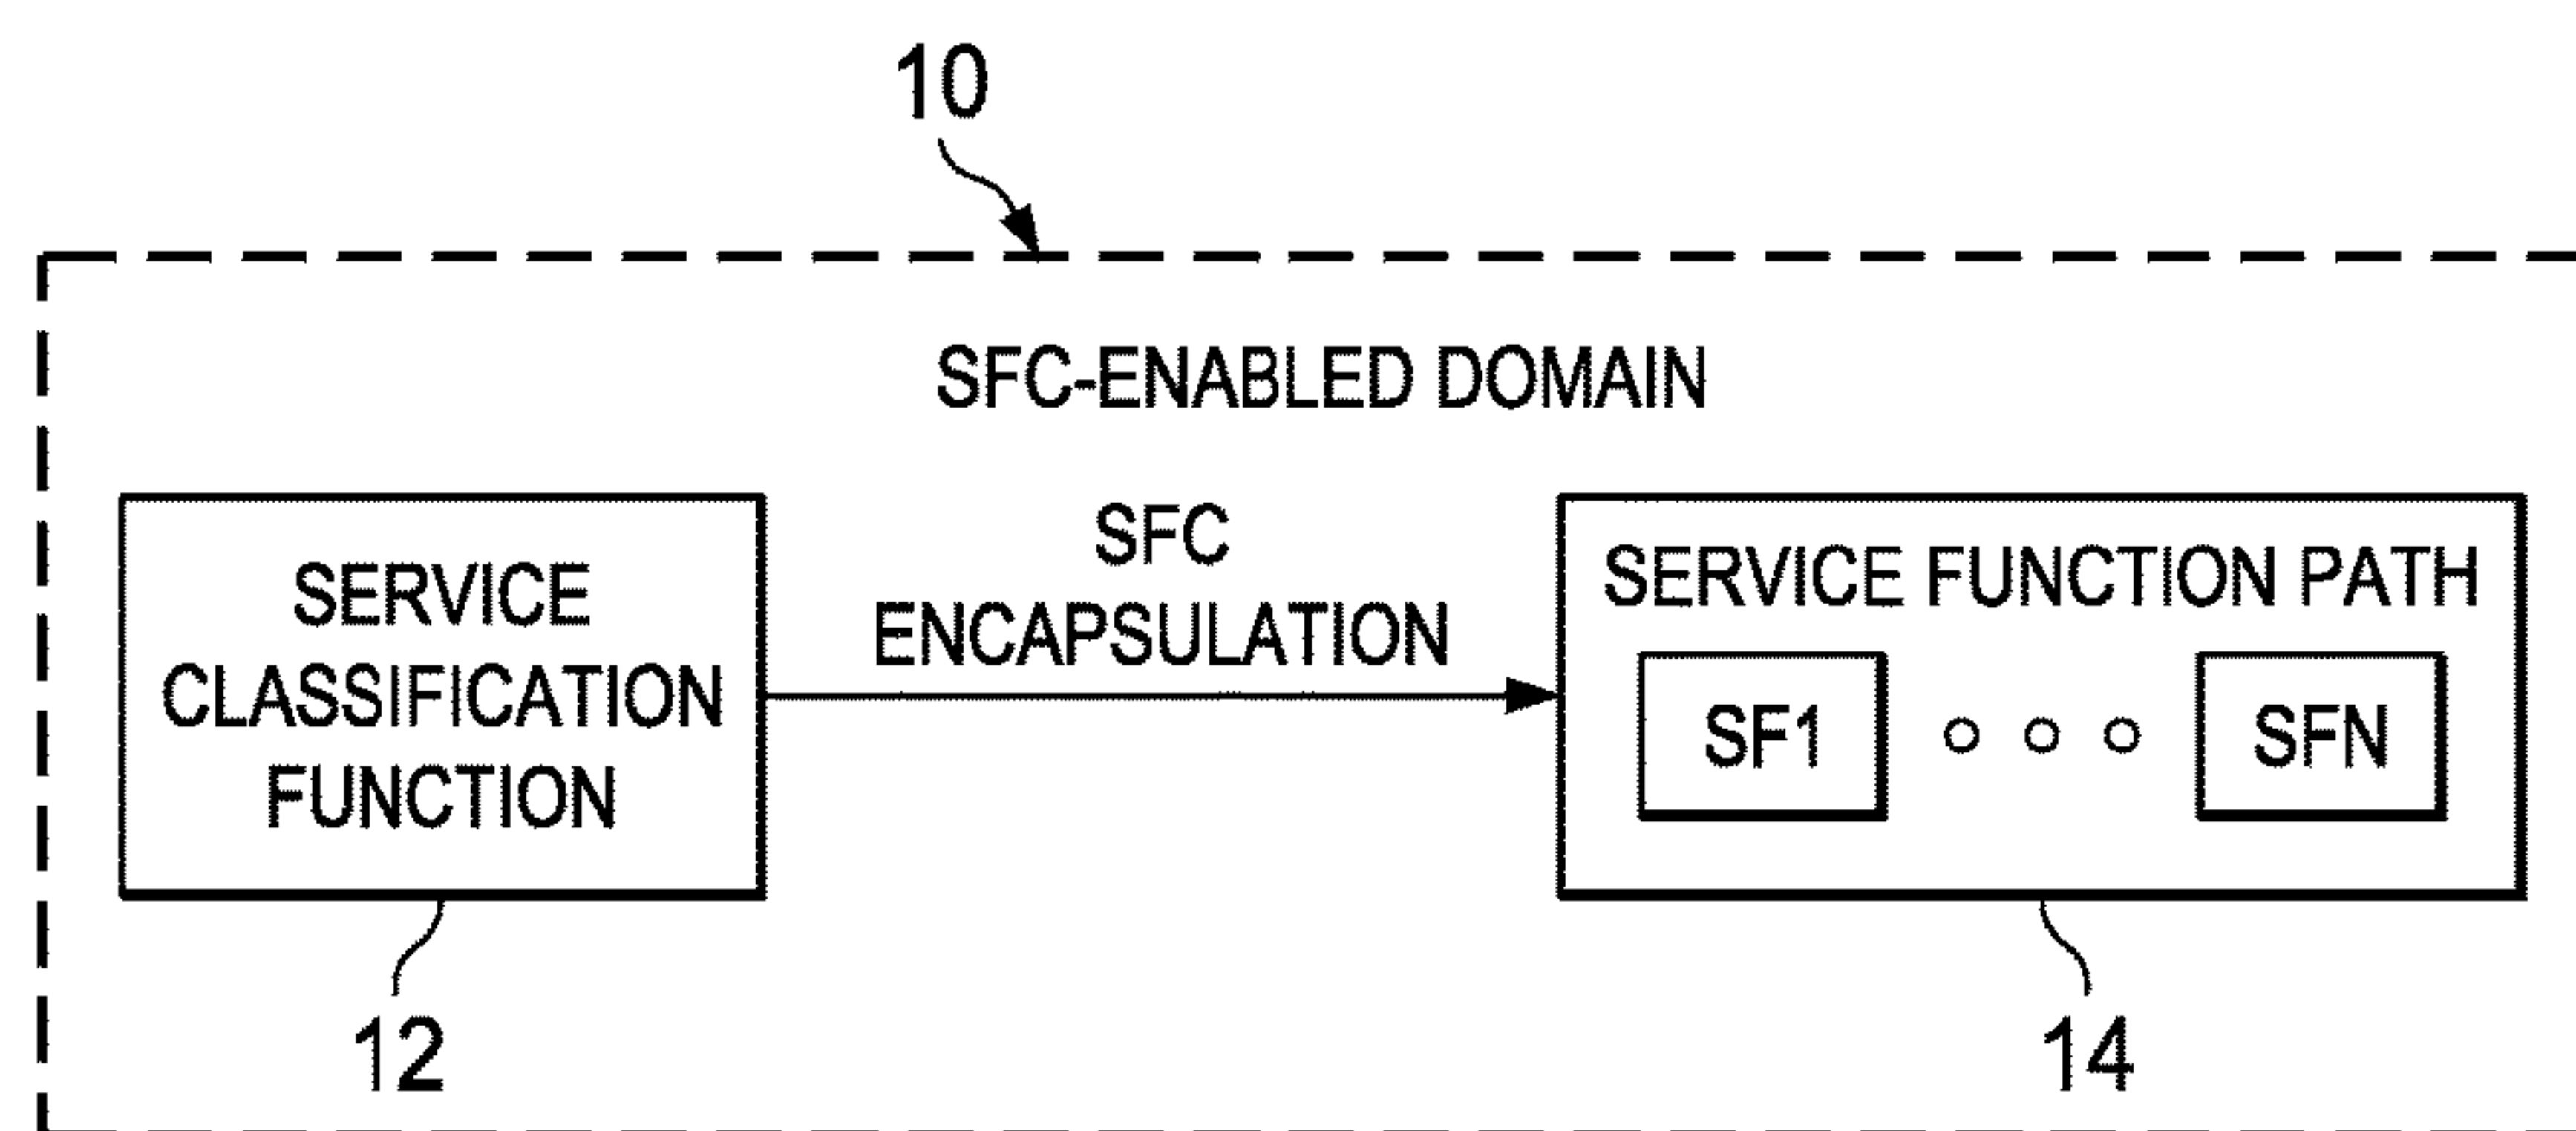 10
SFC-ENABLED DOMAIN
SERVICE
CLASSIFICATION
FUNCTION
SFC
ENCAPSULATION
SERVICE FUNCTION PATH
SF1
SFN
12
14